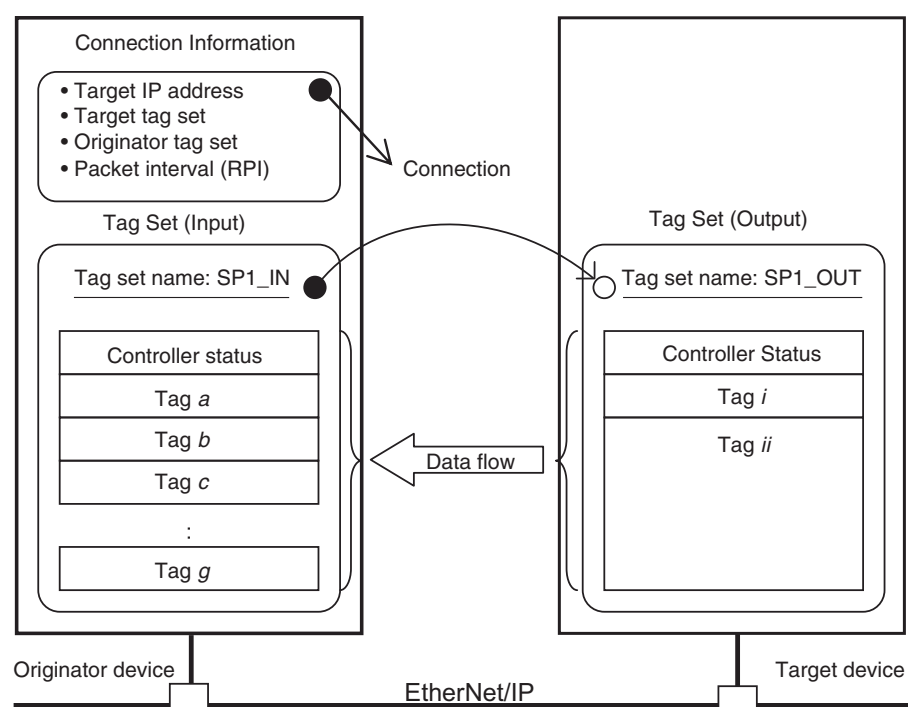 Connection Information
• Target IP address
• Target tag set
• Originator tag set
• Packet interval (RPI)
Connection
Tag Set (Input)
Tag set name: SP1_IN
Controller status
Tag a
Tag b
Tag c
:
Tag g
Data flow
Tag Set (Output)
Tag set name: SP1_OUT
Controller Status
Tag i
Tag ii
Originator device
EtherNet/IP
Target device